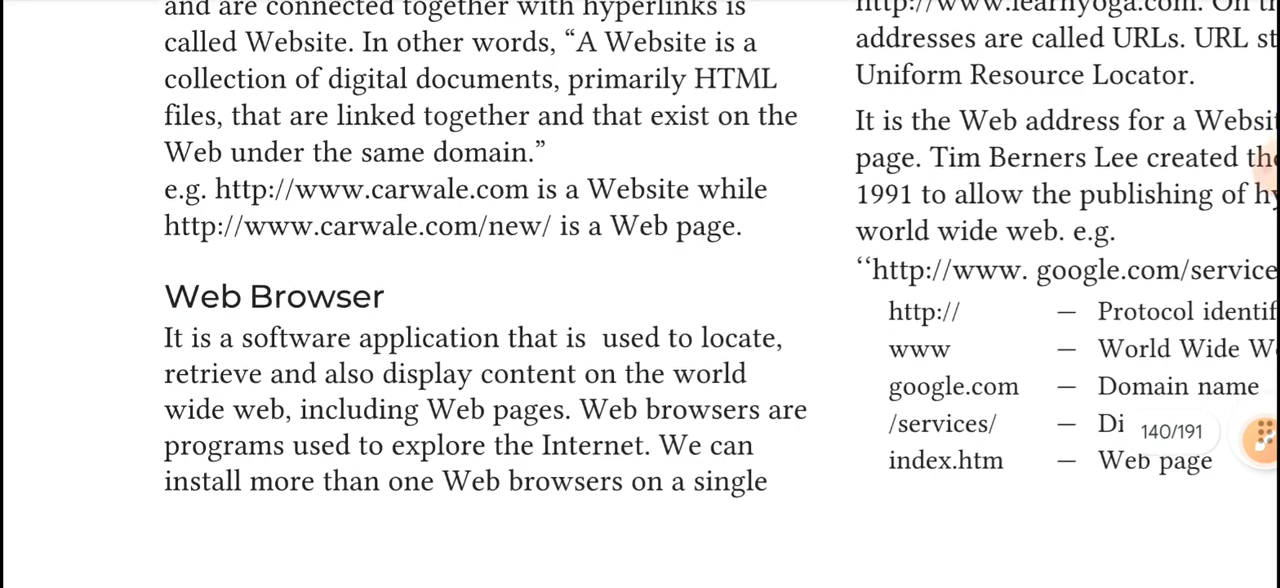 and are connected together with hyperlinks is
called Website. In other words, “A Website is a
collection of digital documents, primarily HTML
files, that are linked together and that exist on the
Web under the same domain.”
e.g. http://www.carwale.com is a Website while
http://www.carwale.com/new/ is a Web page.
Web Browser
It is a software application that is used to locate,
retrieve and also display content on the world
wide web, including Web pages. Web browsers are
programs used to explore the Internet. We can
install more than one Web browsers on a single
http://www.learnyoga.com. On
addresses are called URLs. URL st
Uniform Resource Locator.
It is the Web address for a Websit
page. Tim Berners Lee created th
1991 to allow the publishing of hy
world wide web. e.g.
‘‘http://www. google.com/service
http:// — Protocol identif
www — World Wide W
google.com — Domain name
/services/ — Di
140/191
index.htm — Web page